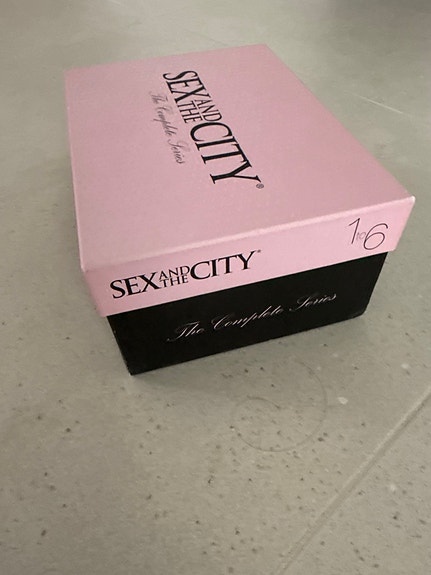 SEX AND THE CITY®
The Complete Series
SEX AND THE CITY®
1 to 6
The Complete Series